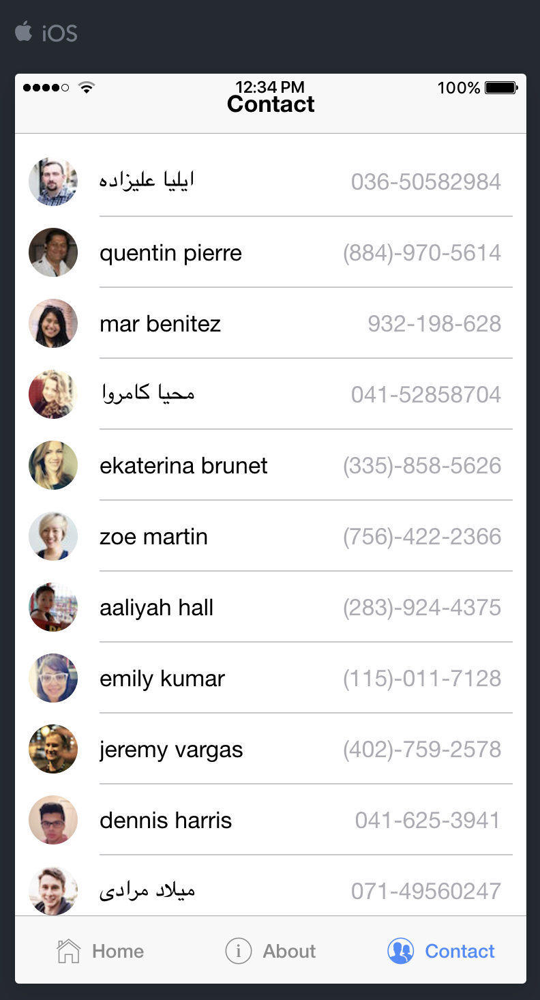 iOS
12:34 PM 100%
Contact
ایلیا علیزاده 036-50582984
quentin pierre (884)-970-5614
mar benitez 932-198-628
محیا کامروا 041-52858704
ekaterina brunet (335)-858-5626
zoe martin (756)-422-2366
aaliyah hall (283)-924-4375
emily kumar (115)-011-7128
jeremy vargas (402)-759-2578
dennis harris 041-625-3941
میلاد مرادی 071-49560247
Home About Contact